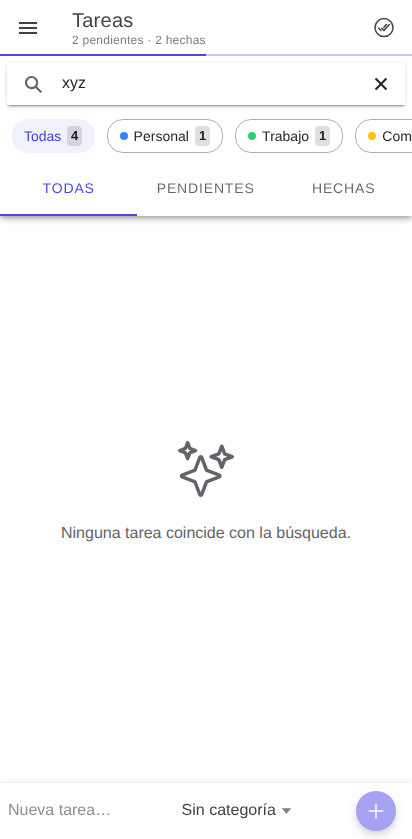 Tareas
2 pendientes · 2 hechas
xyz
Todas 4 Personal 1 Trabajo 1 Com
TODAS PENDIENTES HECHAS
Ninguna tarea coincide con la búsqueda.
Nueva tarea… Sin categoría